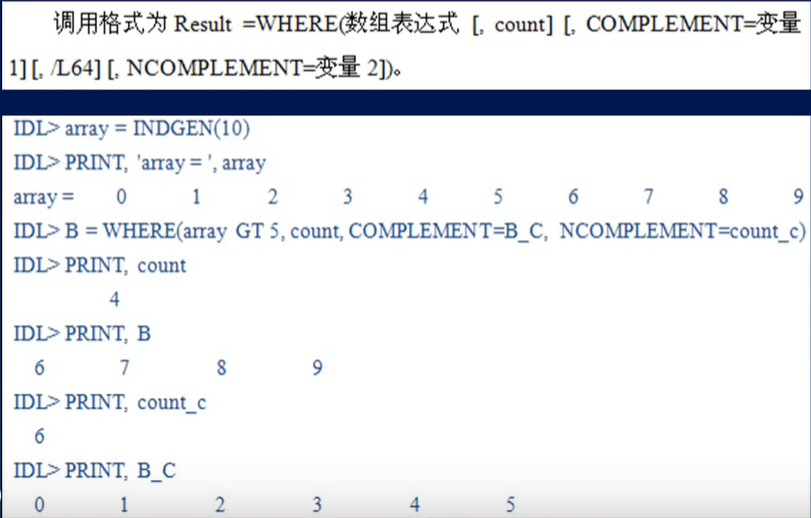 调用格式为 Result =WHERE(数组表达式 [, count] [, COMPLEMENT=变量
1] [, /L64] [, NCOMPLEMENT=变量 2])。
IDL> array = INDGEN(10)
IDL> PRINT, 'array = ', array
array = 0 1 2 3 4 5 6 7 8 9
IDL> B = WHERE(array GT 5, count, COMPLEMENT=B_C, NCOMPLEMENT=count_c)
IDL> PRINT, count
4
IDL> PRINT, B
6 7 8 9
IDL> PRINT, count_c
6
IDL> PRINT, B_C
0 1 2 3 4 5